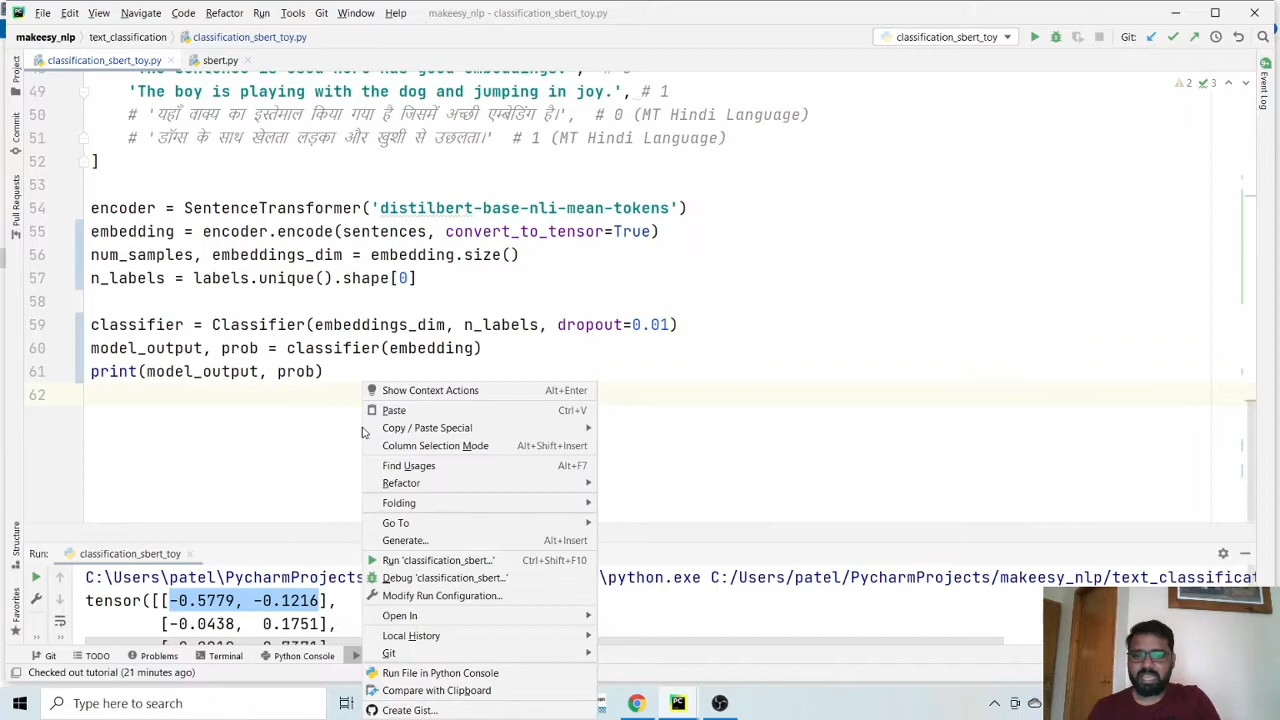 File Edit View Navigate Code Refactor Run Tools Git Window Help makeesy_nlp - classification_sbert_toy.py
makeesy_nlp text_classification classification_sbert_toy.py classification_sbert_toy Git:
classification_sbert_toy.py sbert.py
49 'The boy is playing with the dog and jumping in joy.', # 1
50 # 'यहाँ वाक्य का इस्तेमाल किया गया है जिसमें अच्छी एम्बेडिंग है।', # 0 (MT Hindi Language)
51 # 'डॉग्स के साथ खेलता लड़का और खुशी से उछलता।' # 1 (MT Hindi Language)
52 ]
53
54 encoder = SentenceTransformer('distilbert-base-nli-mean-tokens')
55 embedding = encoder.encode(sentences, convert_to_tensor=True)
56 num_samples, embeddings_dim = embedding.size()
57 n_labels = labels.unique().shape[0]
58
59 classifier = Classifier(embeddings_dim, n_labels, dropout=0.01)
60 model_output, prob = classifier(embedding)
61 print(model_output, prob)
62
2 3
Project
Commit
Pull Requests
Structure
Favorites
Event Log
Show Context Actions Alt+Enter
Paste Ctrl+V
Copy / Paste Special
Column Selection Mode Alt+Shift+Insert
Find Usages Alt+F7
Refactor
Folding
Go To
Generate... Alt+Insert
Run 'classification_sbert...' Ctrl+Shift+F10
Debug 'classification_sbert...'
Modify Run Configuration...
Open In
Local History
Git
Run File in Python Console
Compare with Clipboard
Create Gist...
Run: classification_sbert_toy
C:\Users\patel\PycharmProjects \python.exe C:/Users/patel/PycharmProjects/makeesy_nlp/text_classificat
tensor([[-0.5779, -0.1216],
[-0.0438, 0.1751],
Git TODO Problems Terminal Python Console
Checked out tutorial (21 minutes ago)
Type here to search